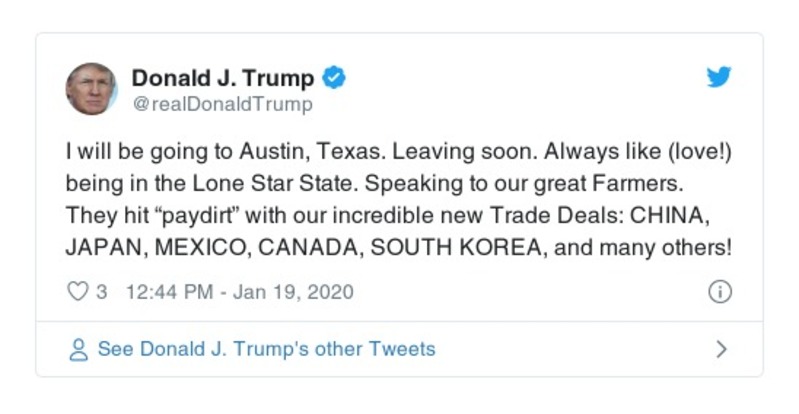 Donald J. Trump
@realDonaldTrump
I will be going to Austin, Texas. Leaving soon. Always like (love!)
being in the Lone Star State. Speaking to our great Farmers.
They hit “paydirt” with our incredible new Trade Deals: CHINA,
JAPAN, MEXICO, CANADA, SOUTH KOREA, and many others!
3 12:44 PM - Jan 19, 2020
See Donald J. Trump's other Tweets